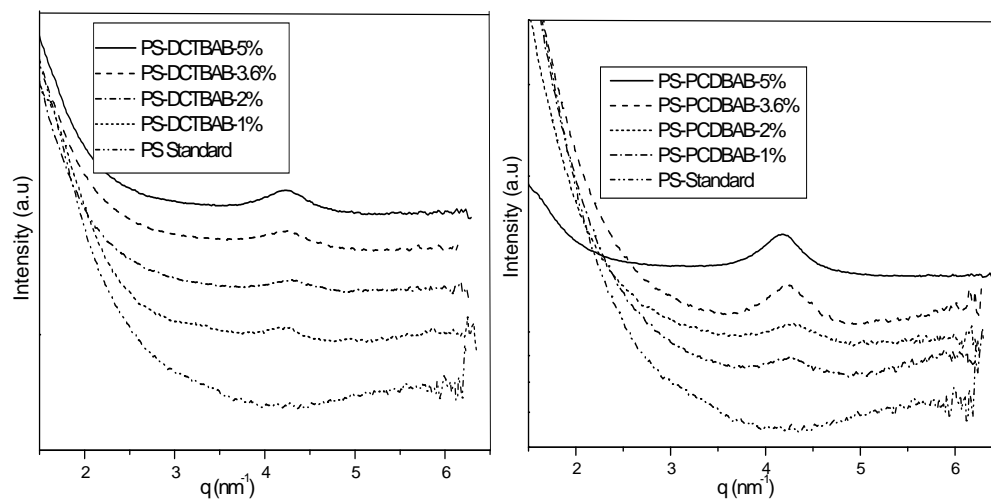 PS-DCTBAB-5%
PS-DCTBAB-3.6%
PS-DCTBAB-2%
PS-DCTBAB-1%
PS Standard
Intensity (a.u)
2 3 4 5 6
q (nm-1)
PS-PCDBAB-5%
PS-PCDBAB-3.6%
PS-PCDBAB-2%
PS-PCDBAB-1%
PS-Standard
Intensity (a.u)
2 3 4 5 6
q (nm-1)